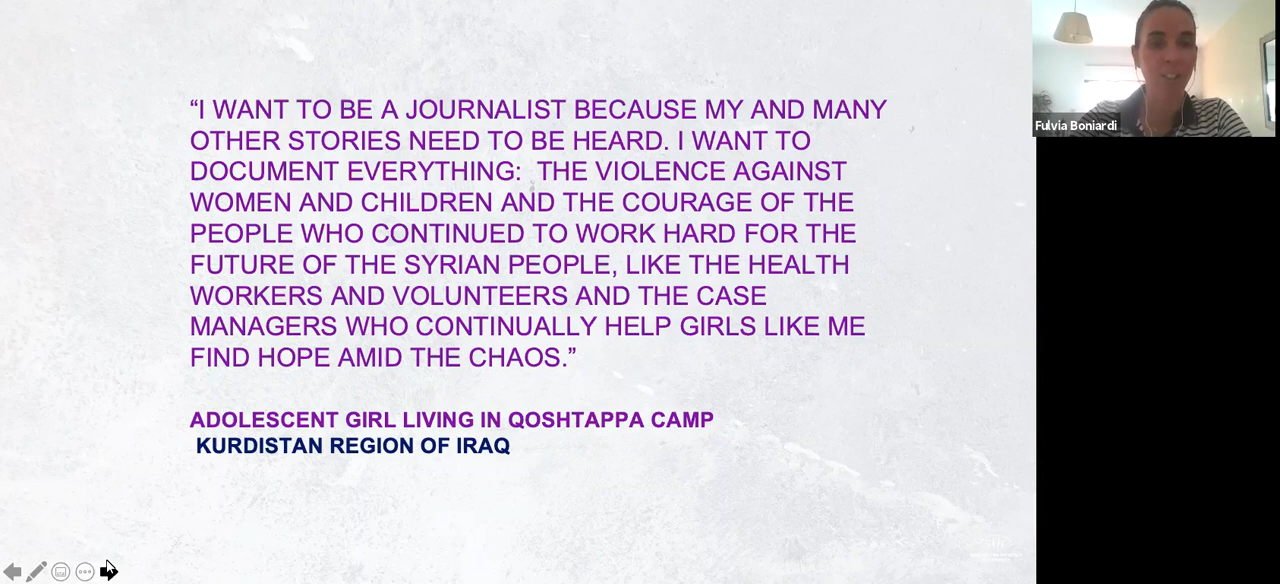 “I WANT TO BE A JOURNALIST BECAUSE MY AND MANY
OTHER STORIES NEED TO BE HEARD. I WANT TO
DOCUMENT EVERYTHING:  THE VIOLENCE AGAINST
WOMEN AND CHILDREN AND THE COURAGE OF THE
PEOPLE WHO CONTINUED TO WORK HARD FOR THE
FUTURE OF THE SYRIAN PEOPLE, LIKE THE HEALTH
WORKERS AND VOLUNTEERS AND THE CASE
MANAGERS WHO CONTINUALLY HELP GIRLS LIKE ME
FIND HOPE AMID THE CHAOS.”
ADOLESCENT GIRL LIVING IN QOSHTAPPA CAMP
KURDISTAN REGION OF IRAQ
Fulvia Boniardi